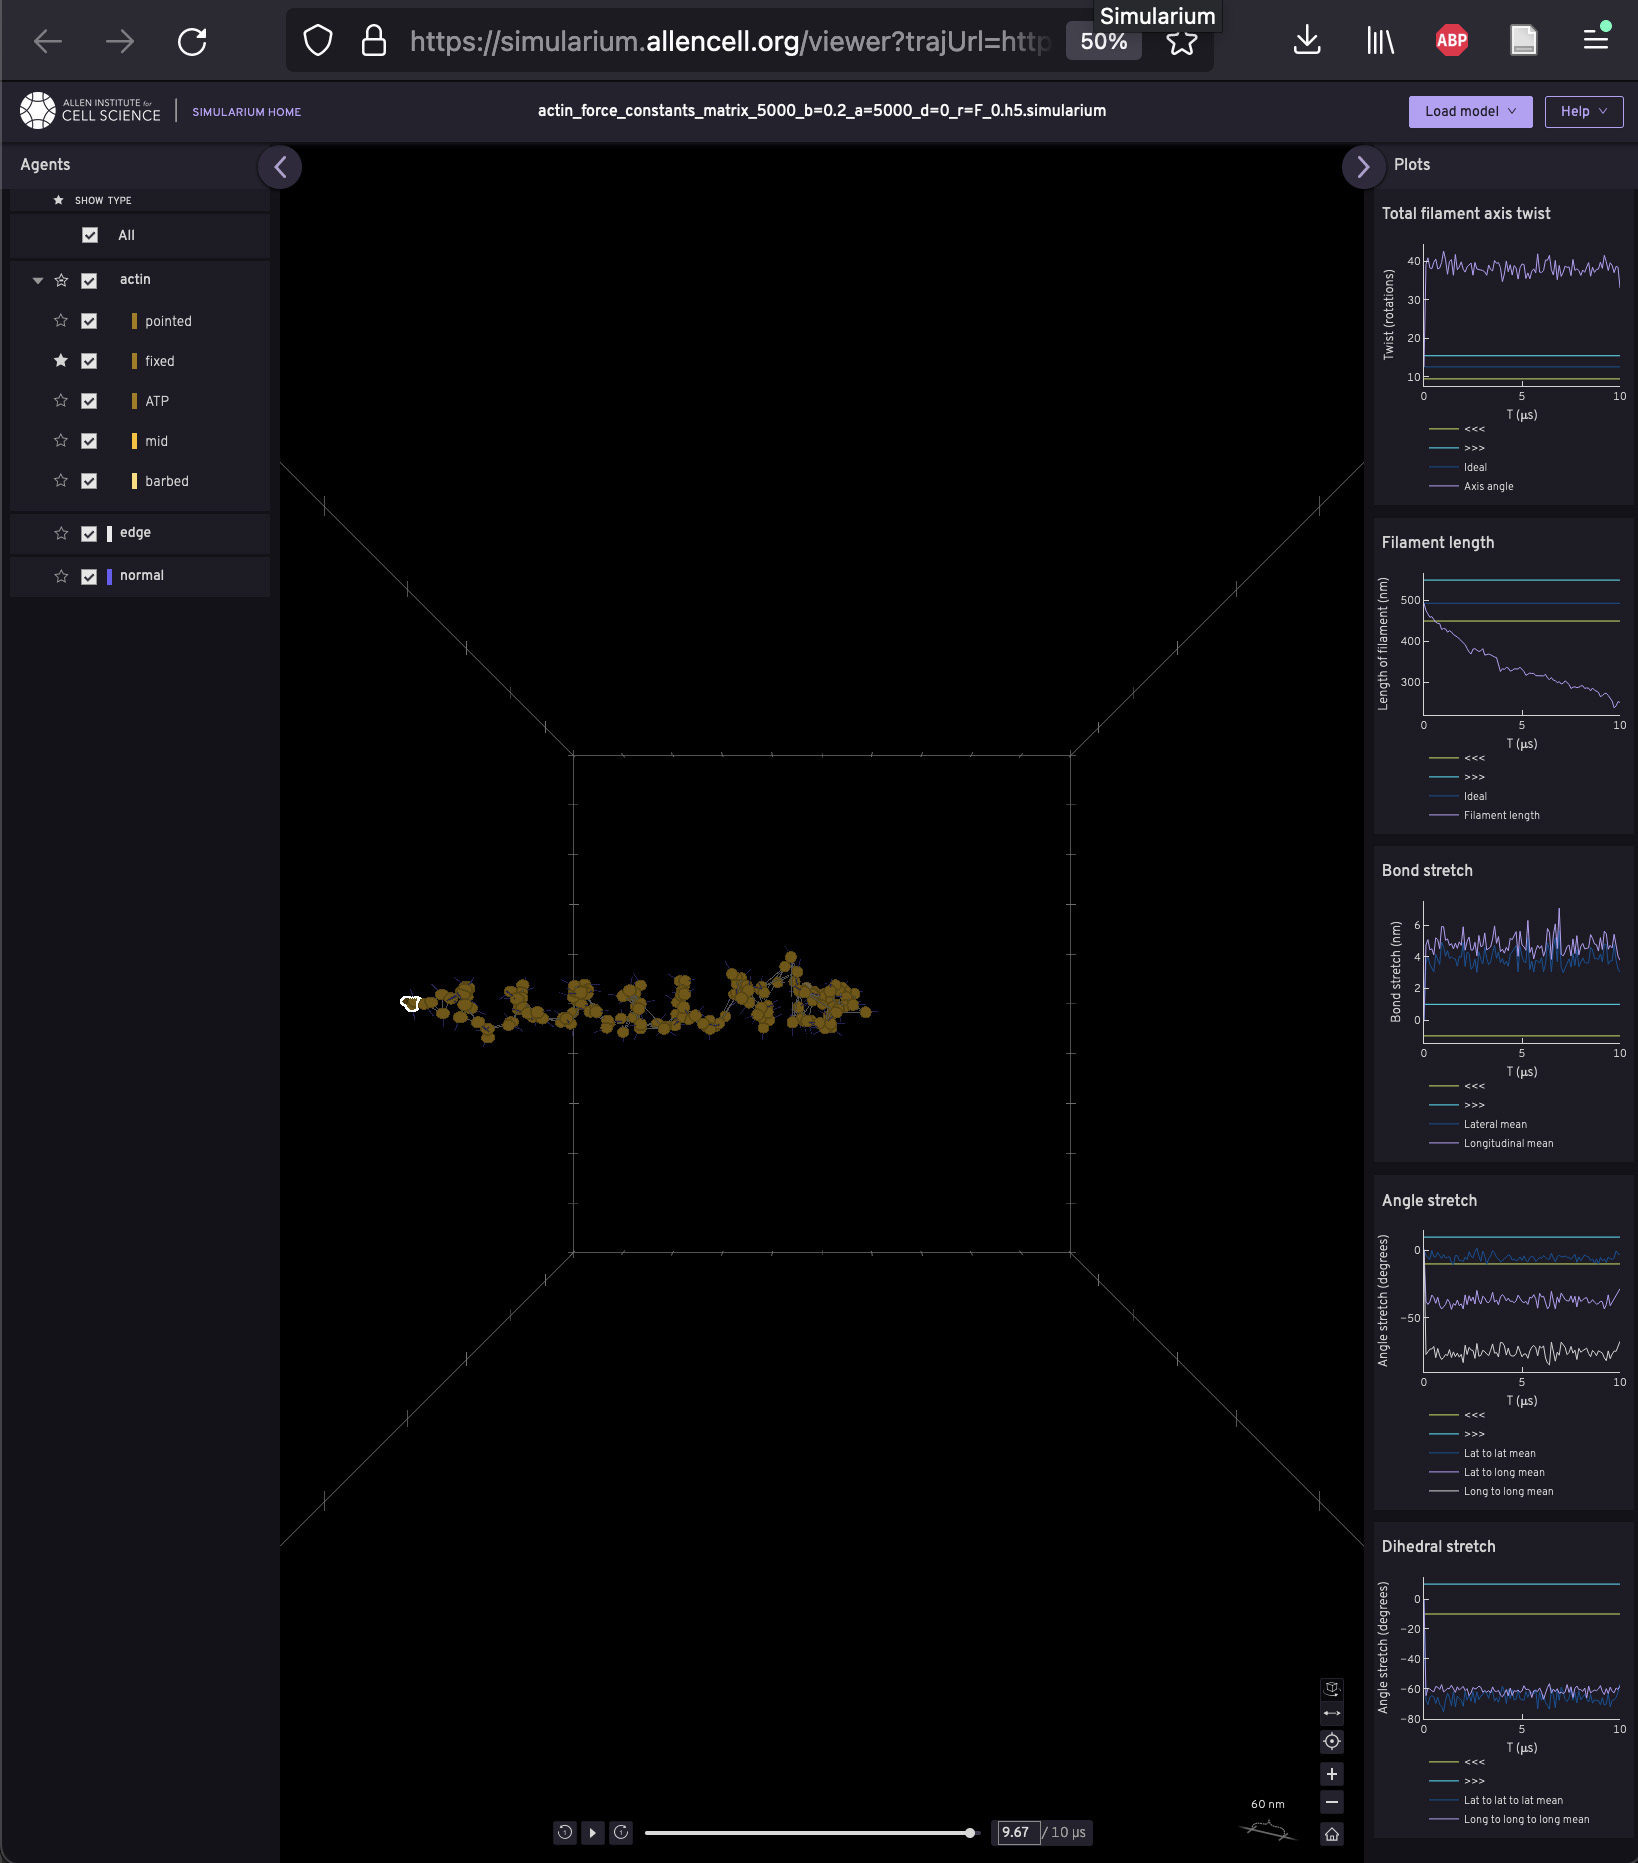 Simularium
https://simularium.allencell.org/viewer?trajUrl=http
50%
ABP
ALLEN INSTITUTE for
CELL SCIENCE
SIMULARIUM HOME
actin_force_constants_matrix_5000_b=0.2_a=5000_d=0_r=F_0.h5.simularium
Load model
Help
Agents
SHOW TYPE
All
actin
pointed
fixed
ATP
mid
barbed
edge
normal
60 nm
1
1
9.67 / 10 µs
Plots
Total filament axis twist
Twist (rotations)
40
30
20
10
0 5 10
T (µs)
<<<
>>>
Ideal
Axis angle
Filament length
Length of filament (nm)
500
400
300
0 5 10
T (µs)
<<<
>>>
Ideal
Filament length
Bond stretch
Bond stretch (nm)
6
4
2
0
0 5 10
T (µs)
<<<
>>>
Lateral mean
Longitudinal mean
Angle stretch
Angle stretch (degrees)
0
−50
0 5 10
T (µs)
<<<
>>>
Lat to lat mean
Lat to long mean
Long to long mean
Dihedral stretch
Angle stretch (degrees)
0
−20
−40
−60
−80
0 5 10
T (µs)
<<<
>>>
Lat to lat to lat mean
Long to long to long mean